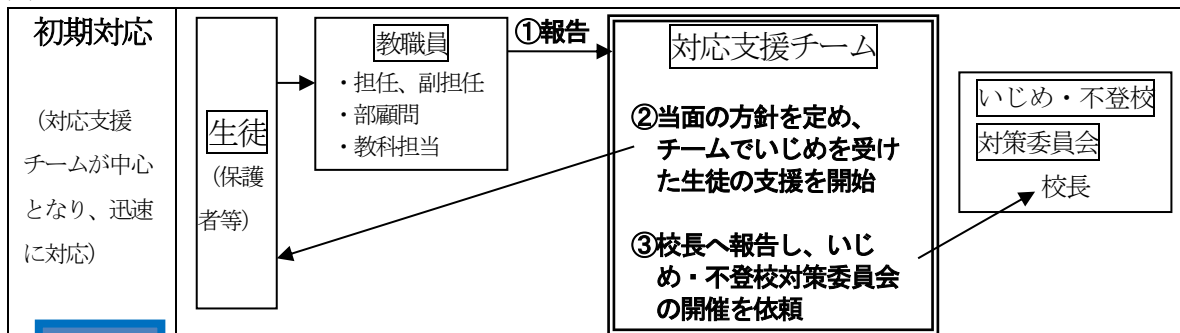 初期対応
（対応支援
チームが中心
となり、迅速
に対応）
生徒
（保護
者等）
教職員
・担任、副担任
・部顧問
・教科担当
①報告
対応支援チーム
②当面の方針を定め、
チームでいじめを受け
た生徒の支援を開始
③校長へ報告し、いじ
め・不登校対策委員会
の開催を依頼
いじめ・不登校
対策委員会
校長